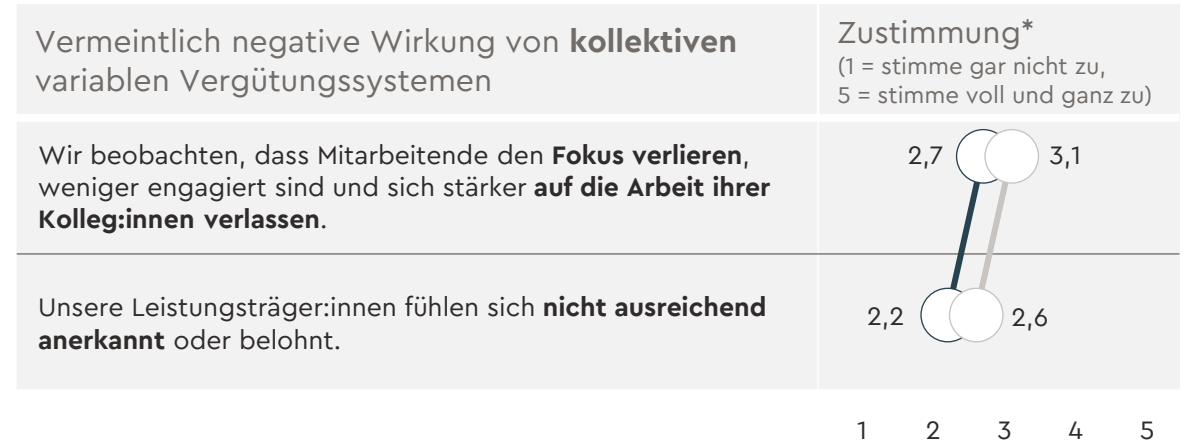 Vermeintlich negative Wirkung von kollektiven
variablen Vergütungssystemen
Zustimmung*
(1 = stimme gar nicht zu,
5 = stimme voll und ganz zu)
Wir beobachten, dass Mitarbeitende den Fokus verlieren,
weniger engagiert sind und sich stärker auf die Arbeit ihrer
Kolleg:innen verlassen.
2,7 3,1
Unsere Leistungsträger:innen fühlen sich nicht ausreichend
anerkannt oder belohnt.
2,2 2,6
1 2 3 4 5